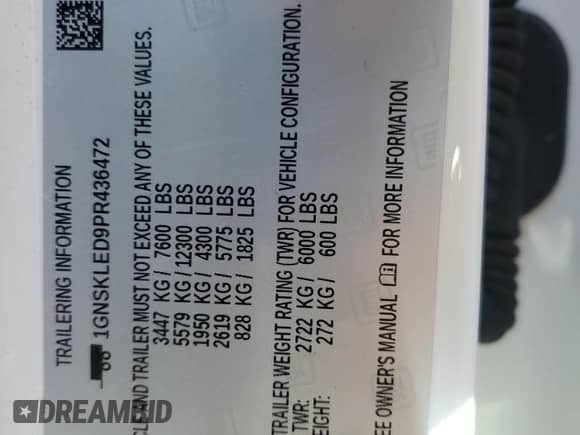 TRAILERING INFORMATION
1GNSKLED9PR436472
AND TRAILER MUST NOT EXCEED ANY OF THESE VALUES.
3447 KG / 7600 LBS
5579 KG / 12300 LBS
1950 KG / 4300 LBS
2619 KG / 5775 LBS
828 KG / 1825 LBS
TRAILER WEIGHT RATING (TWR) FOR VEHICLE CONFIGURATION.
TWR: 2722 KG / 6000 LBS
EIGHT: 272 KG / 600 LBS
EE OWNER'S MANUAL FOR MORE INFORMATION
gm
DREAMBID